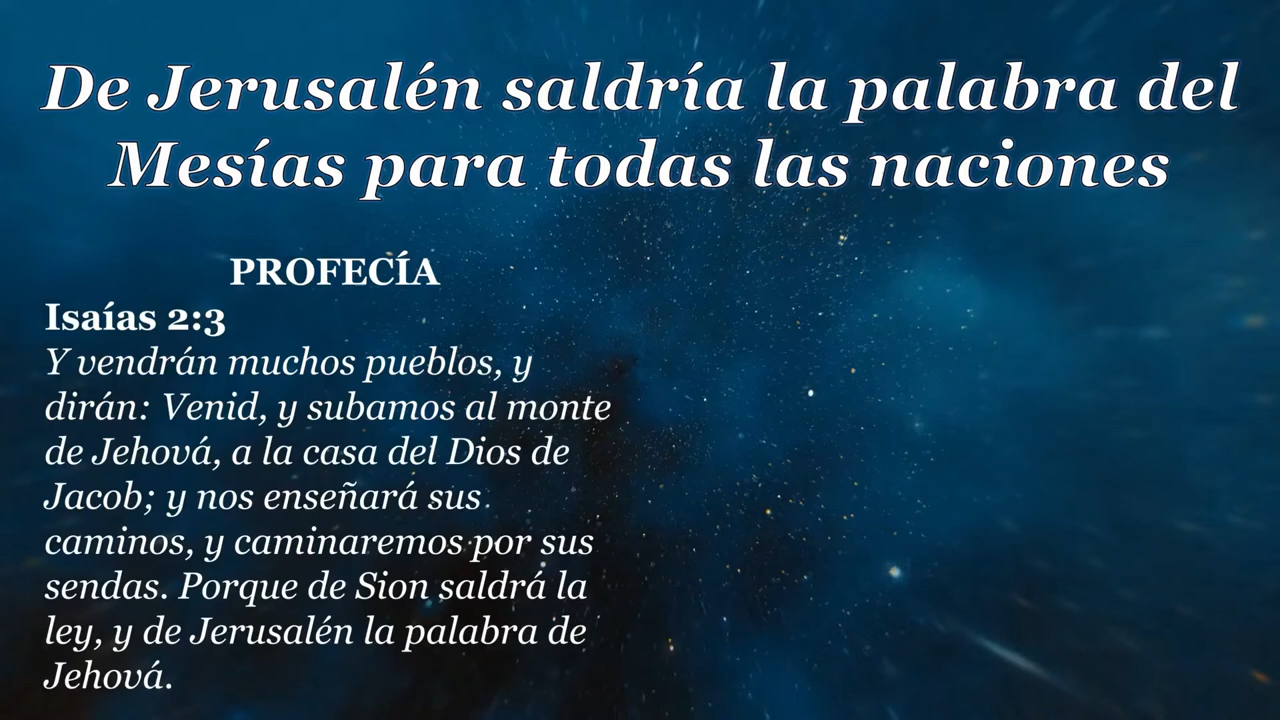 De Jerusalén saldría la palabra del
Mesías para todas las naciones
PROFECÍA
Isaías 2:3
Y vendrán muchos pueblos, y
dirán: Venid, y subamos al monte
de Jehová, a la casa del Dios de
Jacob; y nos enseñará sus
caminos, y caminaremos por sus
sendas. Porque de Sion saldrá la
ley, y de Jerusalén la palabra de
Jehová.